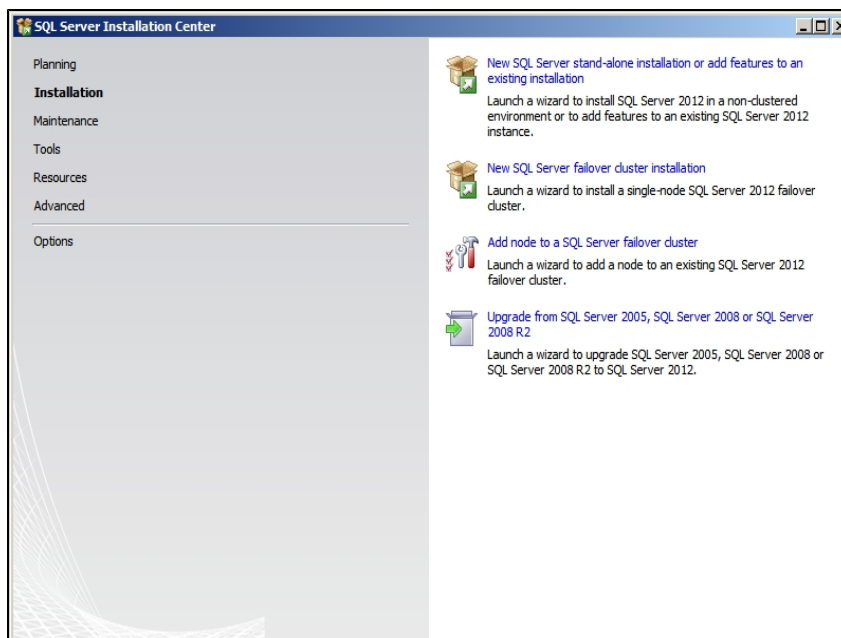 SQL Server Installation Center
Planning
Installation
Maintenance
Tools
Resources
Advanced
Options
New SQL Server stand-alone installation or add features to an
existing installation
Launch a wizard to install SQL Server 2012 in a non-clustered
environment or to add features to an existing SQL Server 2012
instance.
New SQL Server failover cluster installation
Launch a wizard to install a single-node SQL Server 2012 failover
cluster.
Add node to a SQL Server failover cluster
Launch a wizard to add a node to an existing SQL Server 2012
failover cluster.
Upgrade from SQL Server 2005, SQL Server 2008 or SQL Server
2008 R2
Launch a wizard to upgrade SQL Server 2005, SQL Server 2008 or
SQL Server 2008 R2 to SQL Server 2012.